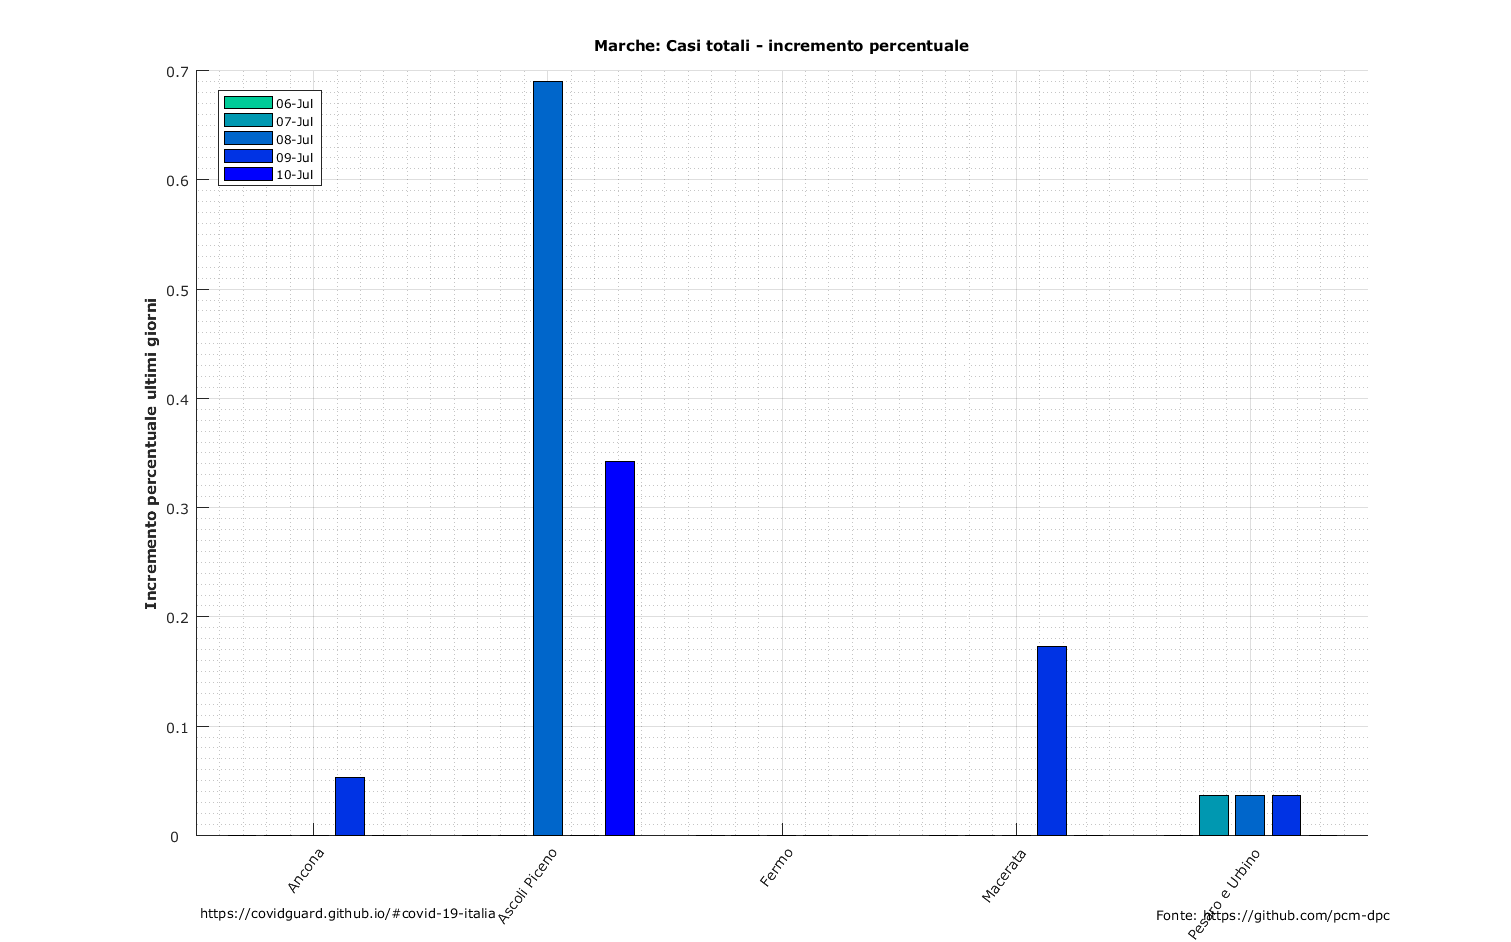 Marche: Casi totali - incremento percentuale
0.7
0.6
0.5
0.4
0.3
0.2
0.1
0
Incremento percentuale ultimi giorni
06-Jul
07-Jul
08-Jul
09-Jul
10-Jul
Ancona
Ascoli Piceno
Fermo
Macerata
Pesaro e Urbino
https://covidguard.github.io/#covid-19-italia
Fonte: https://github.com/pcm-dpc